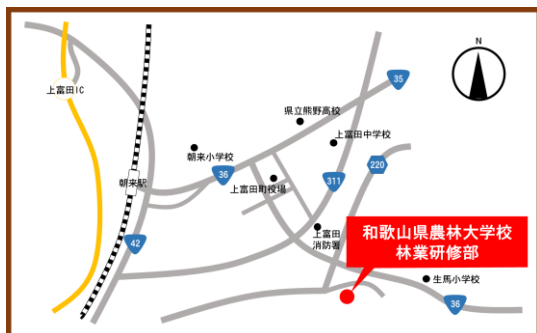 N
上富田IC
県立熊野高校
35
上富田中学校
朝来小学校
220
36
朝来駅
上富田町役場
311
42
上富田
消防署
和歌山県農林大学校
林業研修部
生馬小学校
36